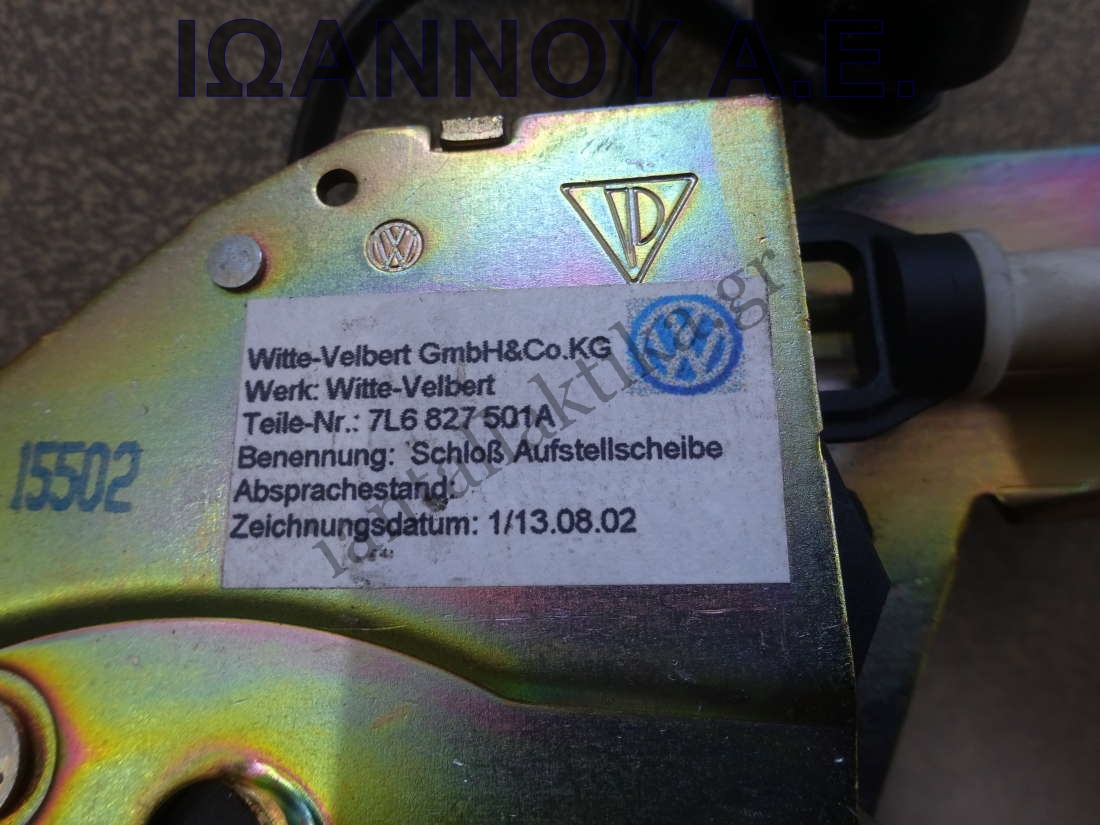 ΙΩΑΝΝΟΥ Α.Ε.
Witte-Velbert GmbH&Co.KG
Werk: Witte-Velbert
Teile-Nr.: 7L6 827 501A
Benennung: Schloß Aufstellscheibe
Absprachestand:
Zeichnungsdatum: 1/13.08.02
15502